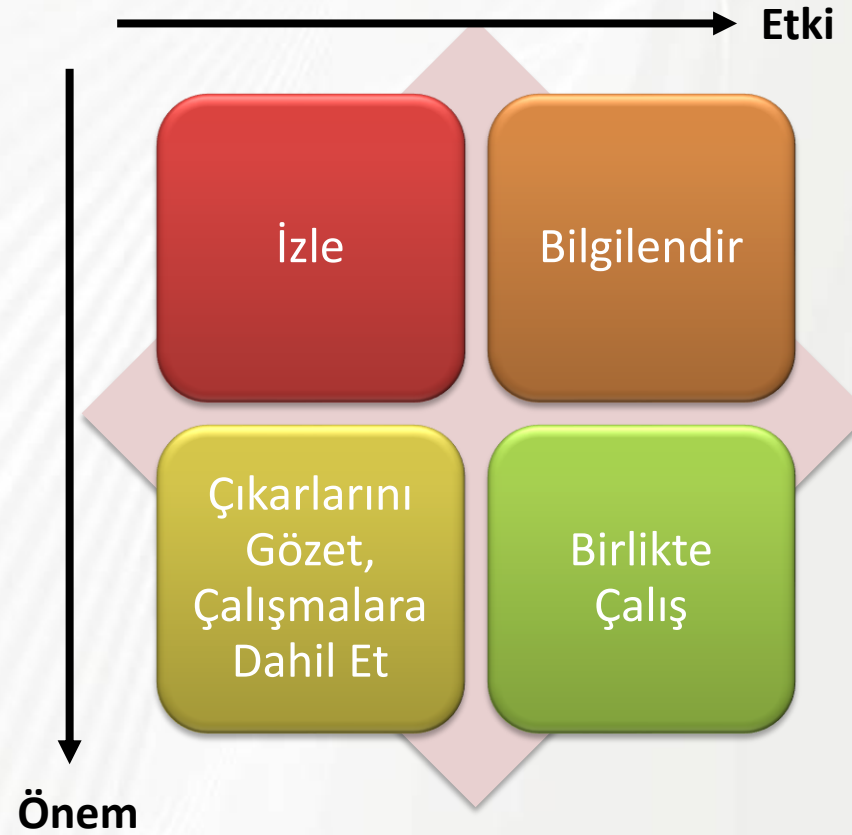 Etki
İzle
Bilgilendir
Çıkarlarını
Gözet,
Çalışmalara
Dahil Et
Birlikte
Çalış
Önem